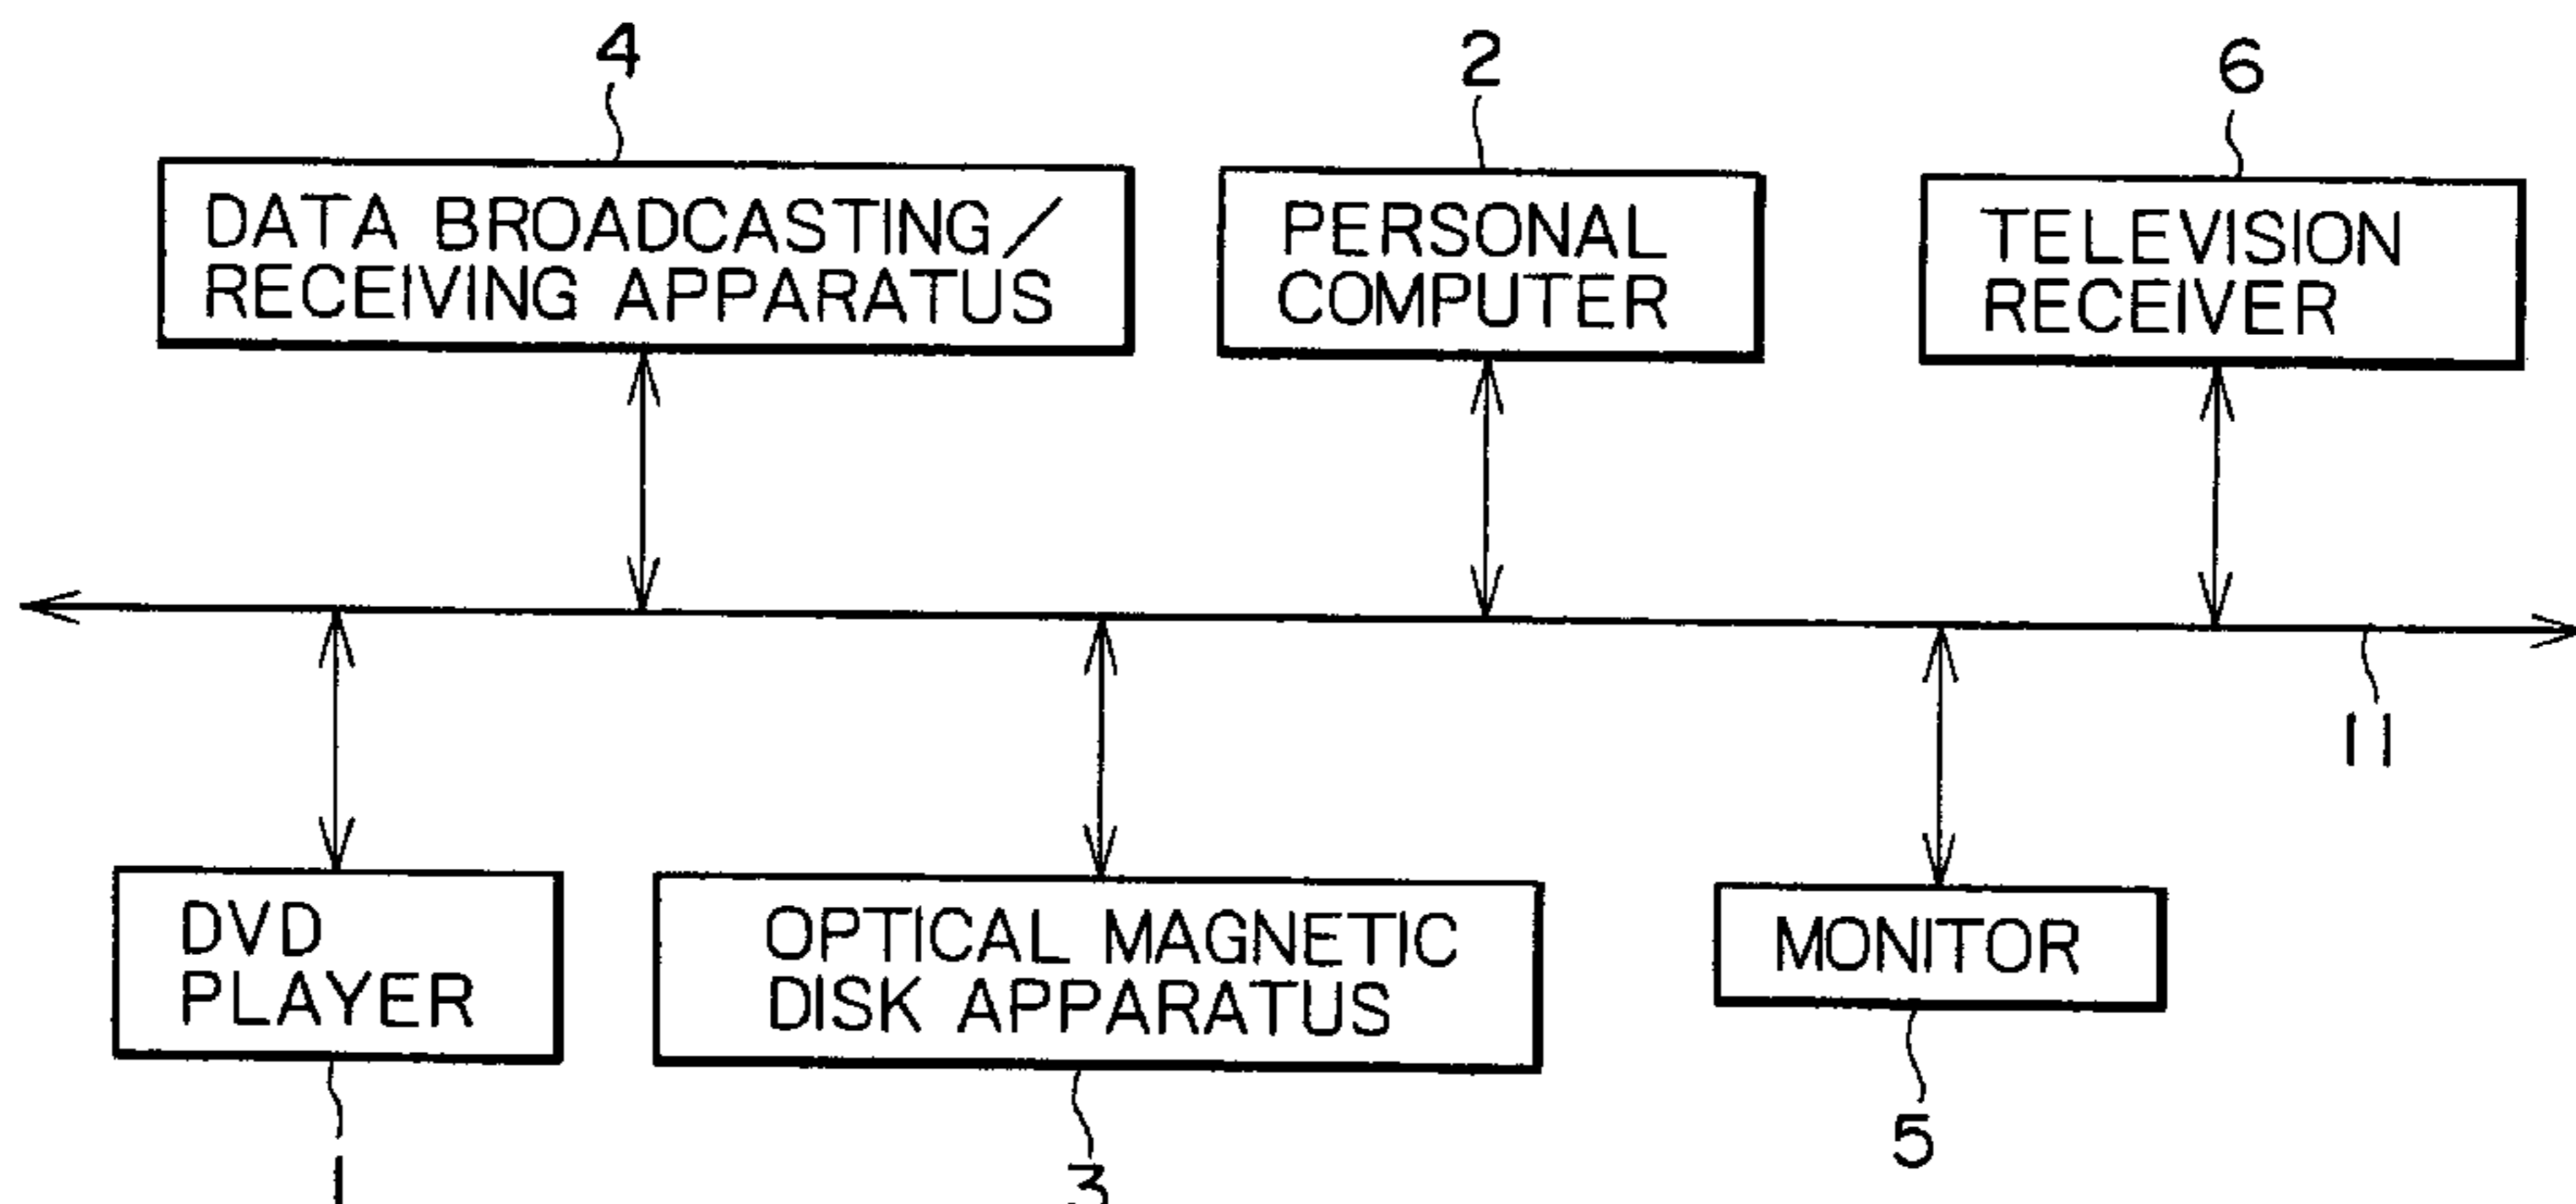 4
2
6
DATA BROADCASTING/
RECEIVING APPARATUS
PERSONAL
COMPUTER
TELEVISION
RECEIVER
11
DVD
PLAYER
OPTICAL MAGNETIC
DISK APPARATUS
MONITOR
1
3
5